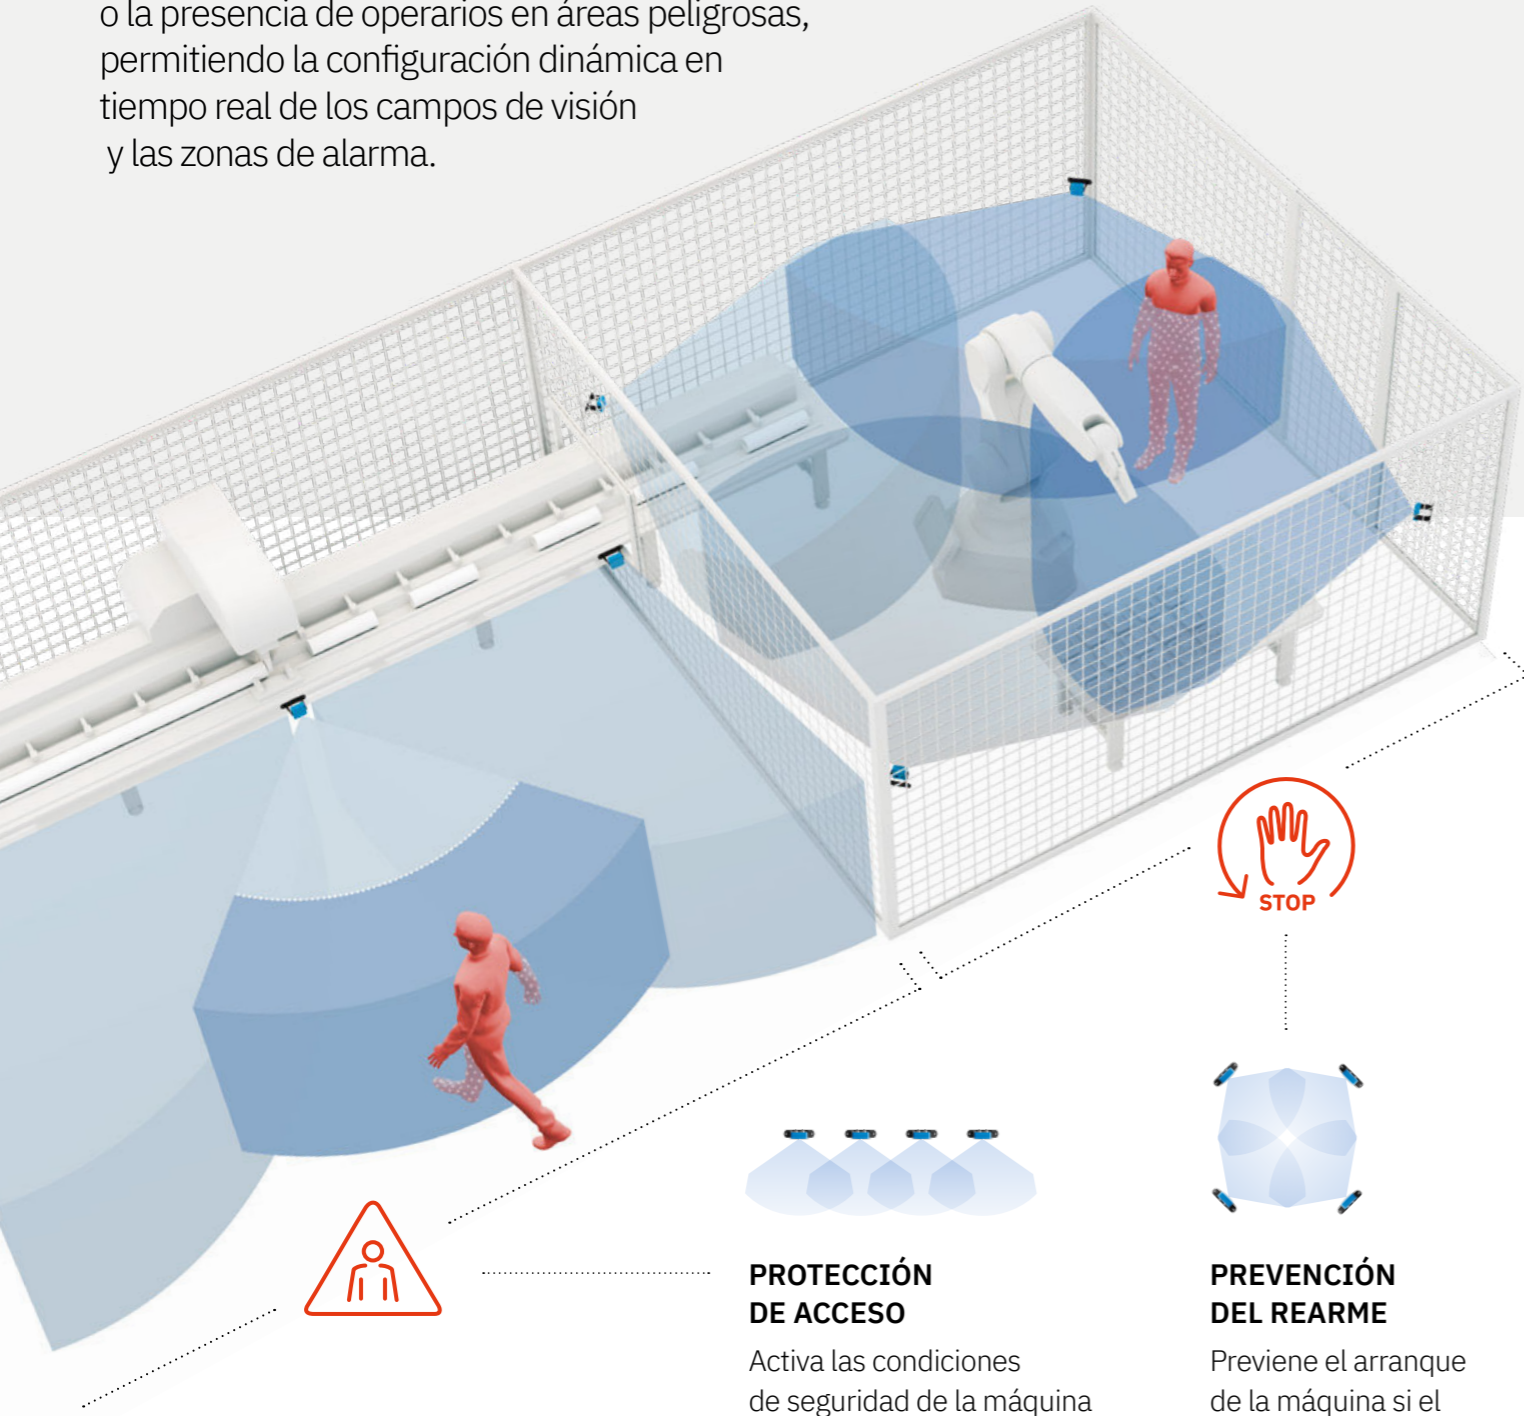 o la presencia de operarios en áreas peligrosas,
permitiendo la configuración dinámica en
tiempo real de los campos de visión
y las zonas de alarma.
STOP
PROTECCIÓN
DE ACCESO
Activa las condiciones
de seguridad de la máquina
PREVENCIÓN
DEL REARME
Previene el arranque
de la máquina si el